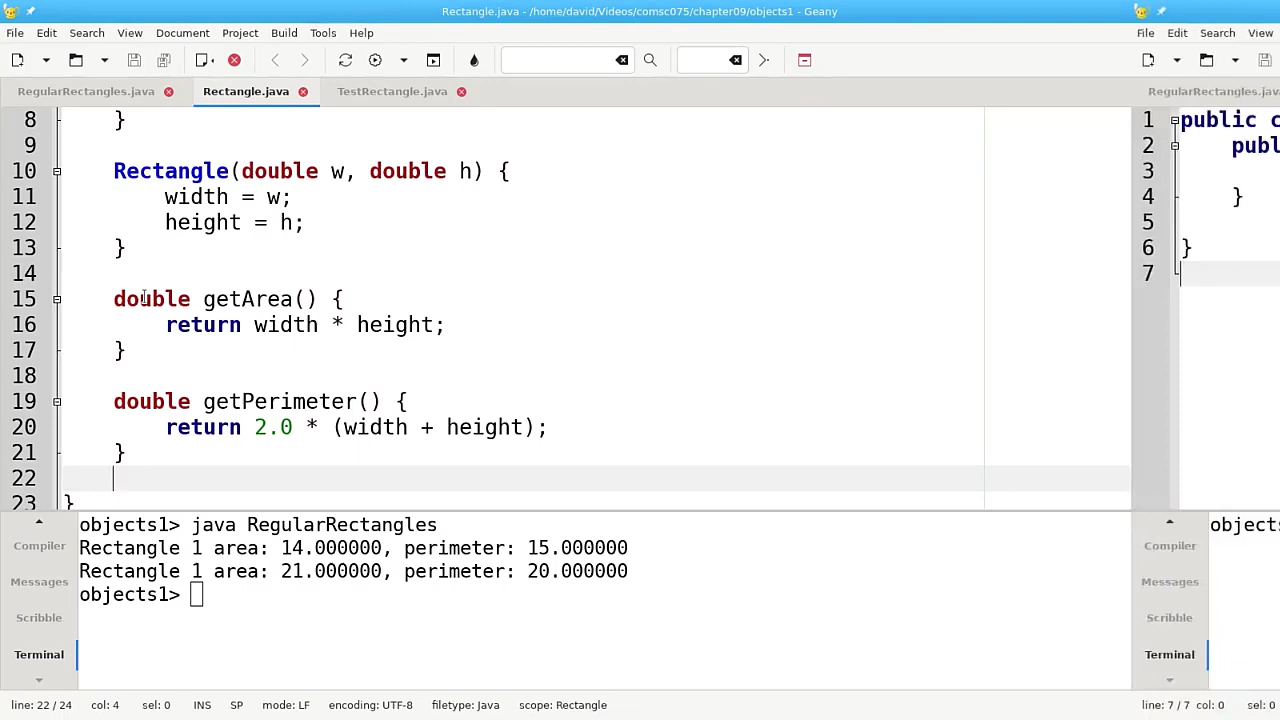 Rectangle.java - /home/david/Videos/comsc075/chapter09/objects1 - Geany
File Edit Search View Document Project Build Tools Help
File Edit Search View
RegularRectangles.java Rectangle.java TestRectangle.java
RegularRectangles.java
8 }
9
10 Rectangle(double w, double h) {
11 width = w;
12 height = h;
13 }
14
15 double getArea() {
16 return width * height;
17 }
18
19 double getPerimeter() {
20 return 2.0 * (width + height);
21 }
22
23 }
1 public c
2 publ
3
4 }
5
6 }
7
objects1> java RegularRectangles
Rectangle 1 area: 14.000000, perimeter: 15.000000
Rectangle 1 area: 21.000000, perimeter: 20.000000
objects1>
Compiler
Messages
Scribble
Terminal
objects
Compiler
Messages
Scribble
Terminal
line: 22 / 24 col: 4 sel: 0 INS SP mode: LF encoding: UTF-8 filetype: Java scope: Rectangle
line: 7 / 7 col: 0 sel: 0